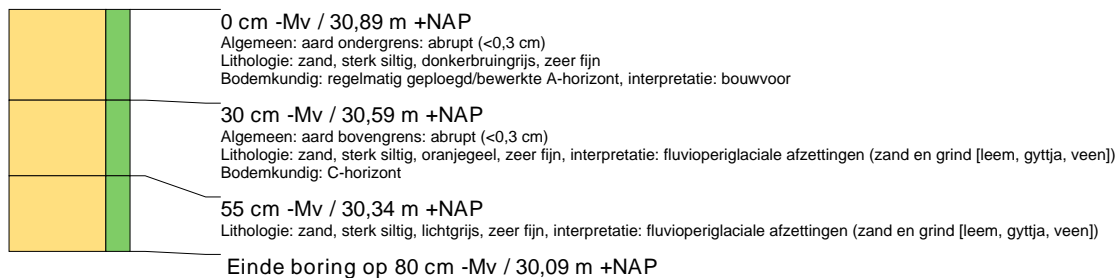 0 cm -Mv / 30,89 m +NAP
Algemeen: aard ondergrens: abrupt (<0,3 cm)
Lithologie: zand, sterk siltig, donkerbruingrijs, zeer fijn
Bodemkundig: regelmatig geploegd/bewerkte A-horizont, interpretatie: bouwvoor
30 cm -Mv / 30,59 m +NAP
Algemeen: aard bovengrens: abrupt (<0,3 cm)
Lithologie: zand, sterk siltig, oranjegeel, zeer fijn, interpretatie: fluvioperiglaciale afzettingen (zand en grind [leem, gyttja, veen])
Bodemkundig: C-horizont
55 cm -Mv / 30,34 m +NAP
Lithologie: zand, sterk siltig, lichtgrijs, zeer fijn, interpretatie: fluvioperiglaciale afzettingen (zand en grind [leem, gyttja, veen])
Einde boring op 80 cm -Mv / 30,09 m +NAP